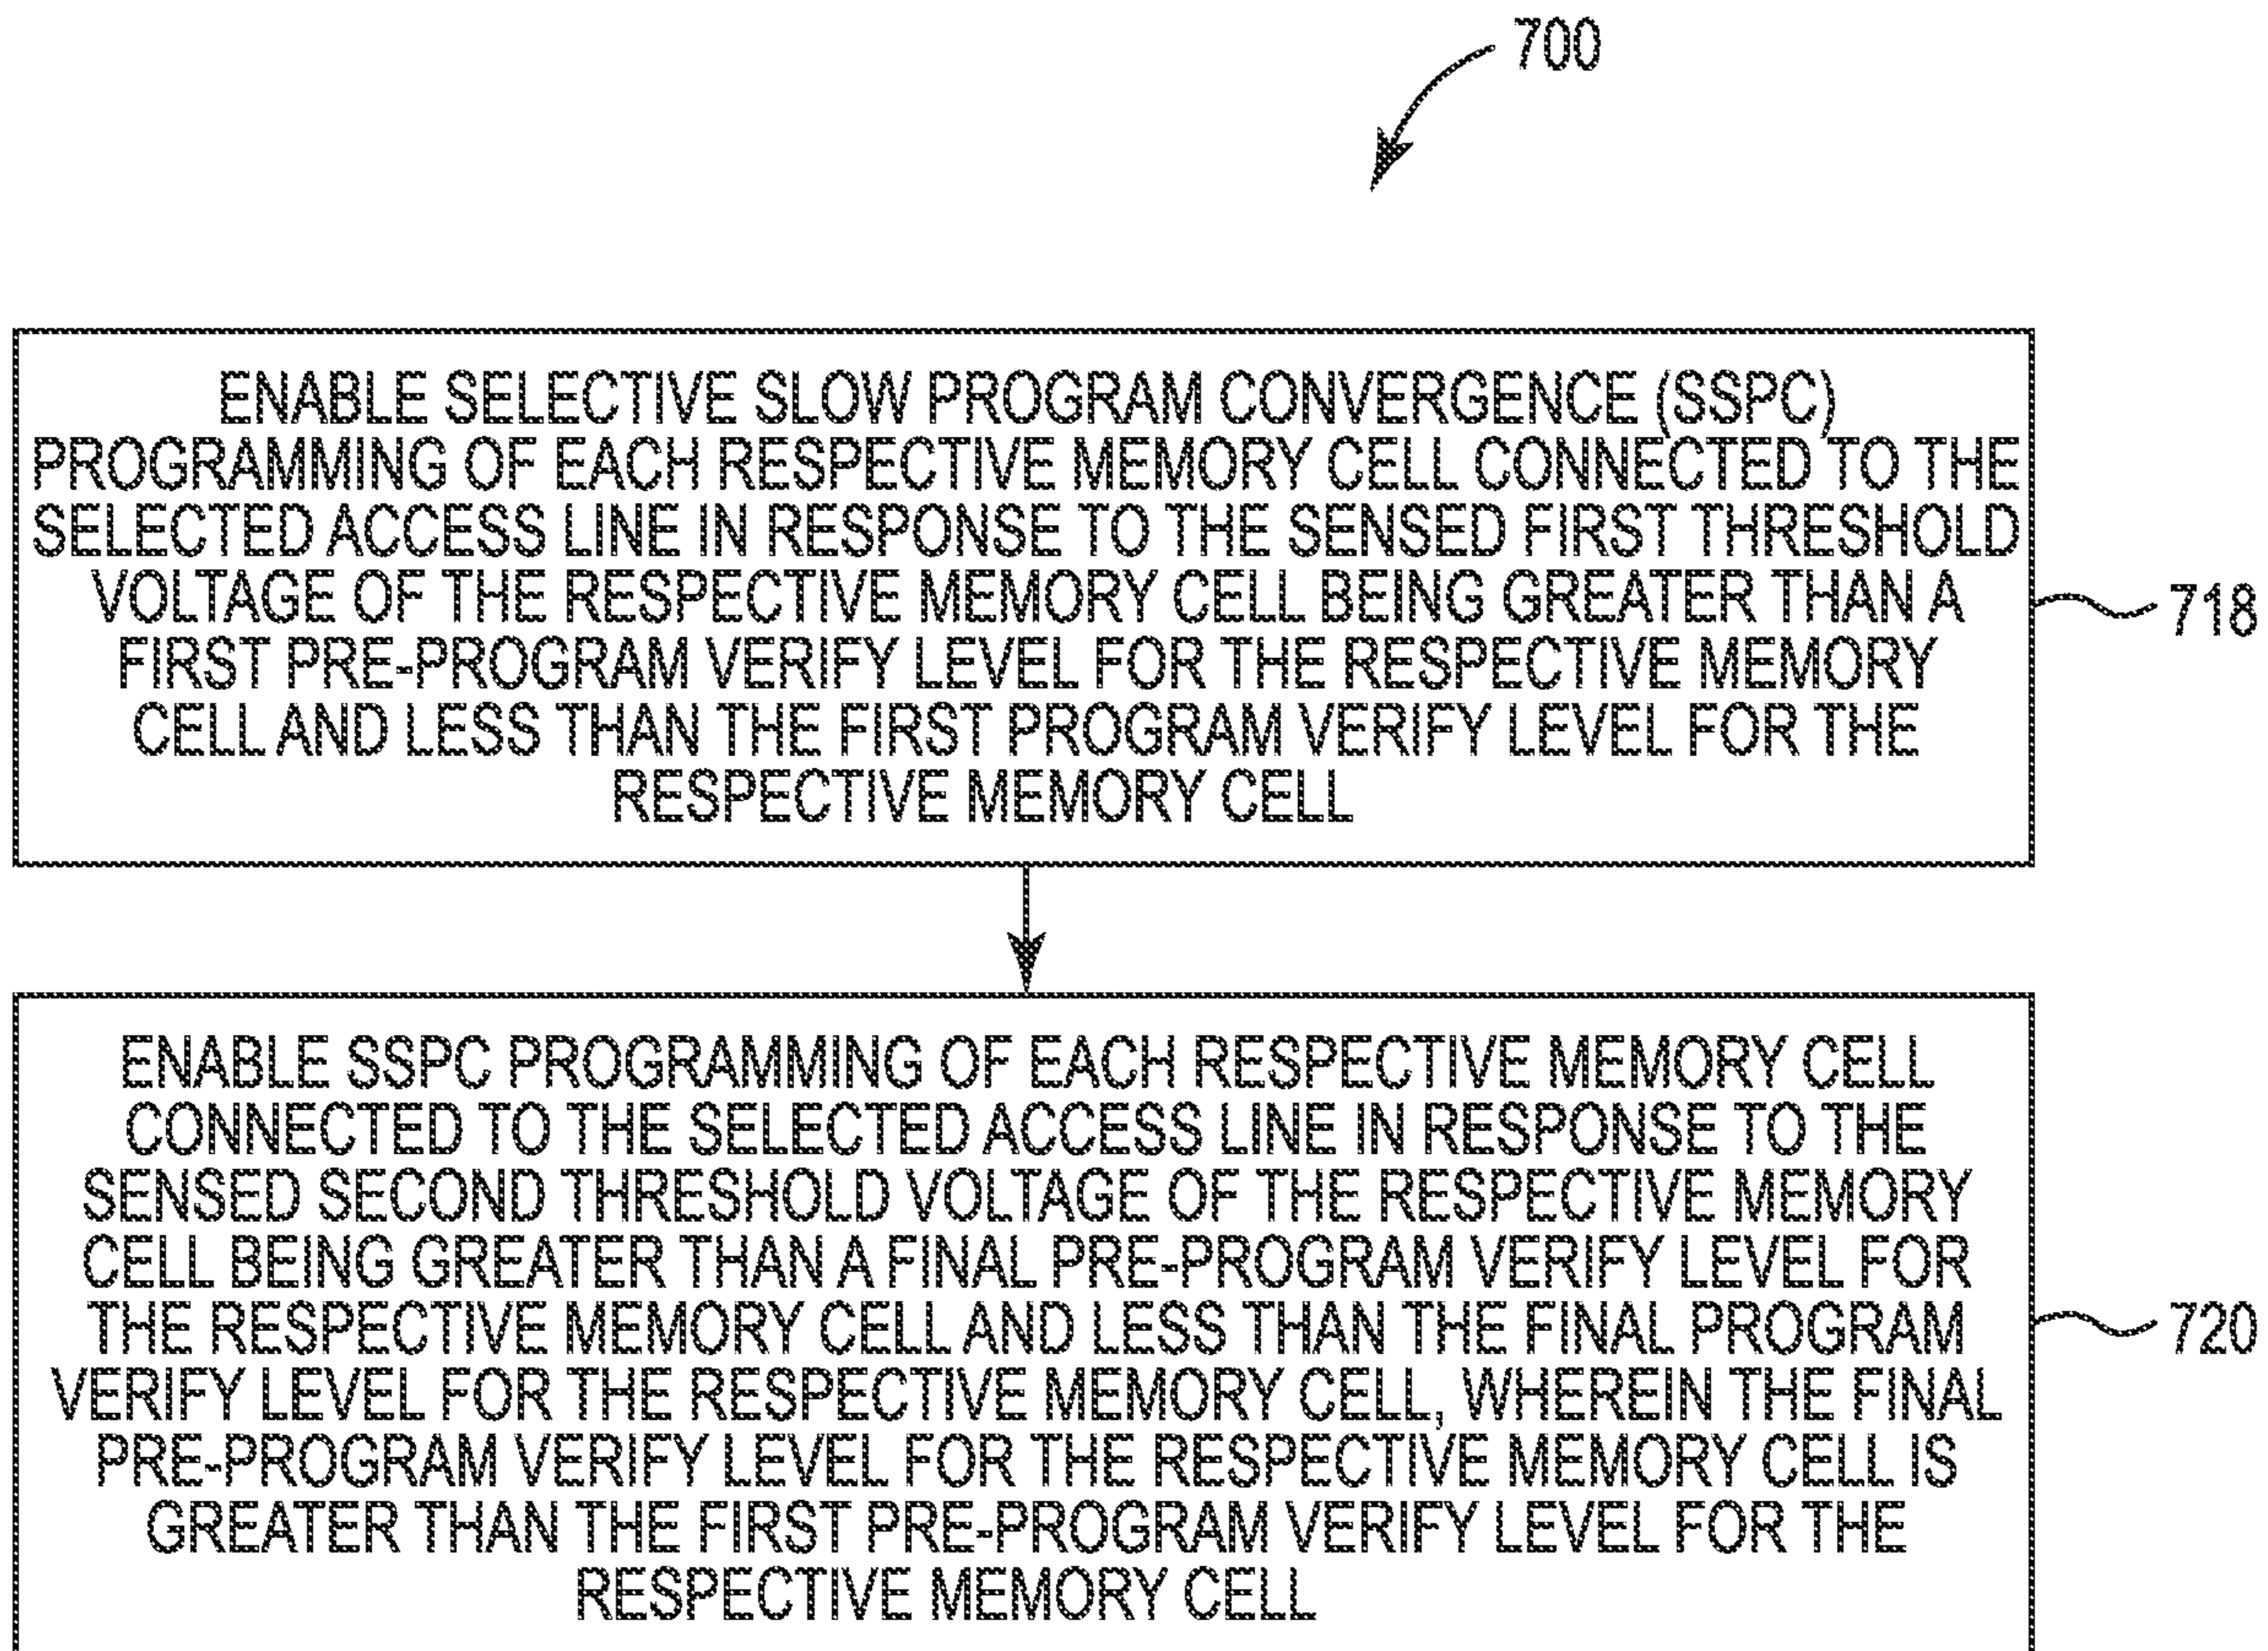 700
ENABLE SELECTIVE SLOW PROGRAM CONVERGENCE (SSPC)
PROGRAMMING OF EACH RESPECTIVE MEMORY CELL CONNECTED TO THE
SELECTED ACCESS LINE IN RESPONSE TO THE SENSED FIRST THRESHOLD
VOLTAGE OF THE RESPECTIVE MEMORY CELL BEING GREATER THAN A
FIRST PRE-PROGRAM VERIFY LEVEL FOR THE RESPECTIVE MEMORY
CELL AND LESS THAN THE FIRST PROGRAM VERIFY LEVEL FOR THE
RESPECTIVE MEMORY CELL
718
ENABLE SSPC PROGRAMMING OF EACH RESPECTIVE MEMORY CELL
CONNECTED TO THE SELECTED ACCESS LINE IN RESPONSE TO THE
SENSED SECOND THRESHOLD VOLTAGE OF THE RESPECTIVE MEMORY
CELL BEING GREATER THAN A FINAL PRE-PROGRAM VERIFY LEVEL FOR
THE RESPECTIVE MEMORY CELL AND LESS THAN THE FINAL PROGRAM
VERIFY LEVEL FOR THE RESPECTIVE MEMORY CELL, WHEREIN THE FINAL
PRE-PROGRAM VERIFY LEVEL FOR THE RESPECTIVE MEMORY CELL IS
GREATER THAN THE FIRST PRE-PROGRAM VERIFY LEVEL FOR THE
RESPECTIVE MEMORY CELL
720